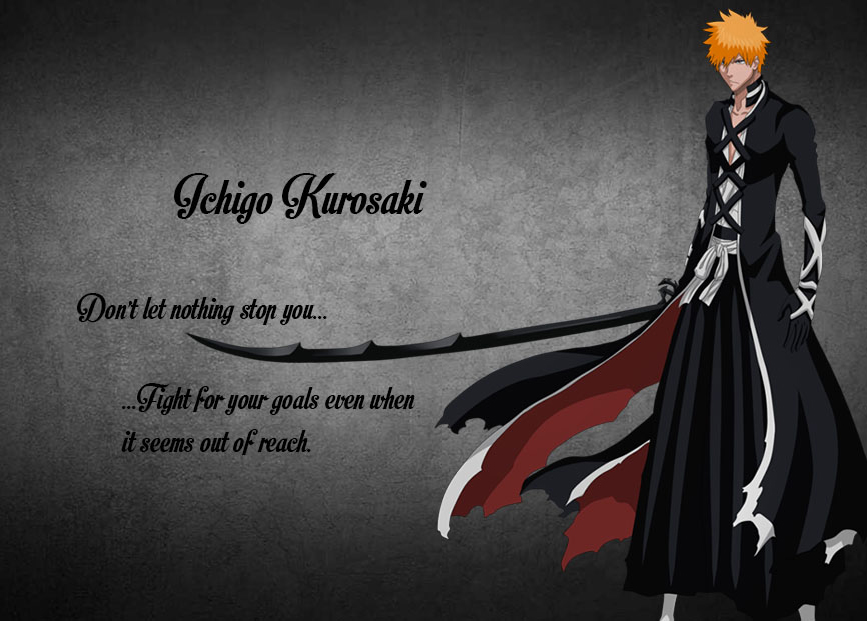 Ichigo Kurosaki
Don't let nothing stop you...
...Fight for your goals even when
it seems out of reach.